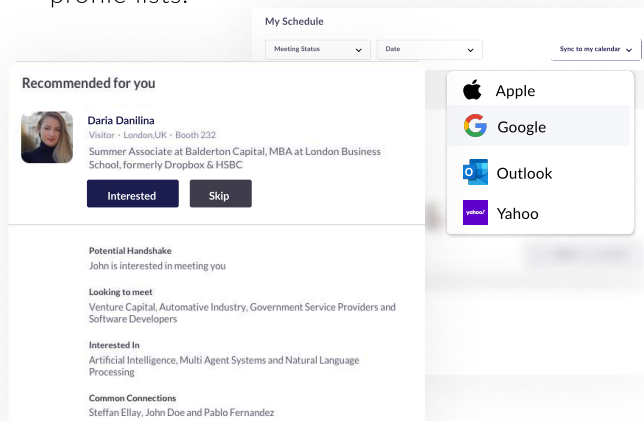 profile lists.
My Schedule
Meeting Status
Date
Sync to my calendar
Recommended for you
Daria Danilina
Visitor · London,UK · Booth 232
Summer Associate at Balderton Capital, MBA at London Business
School, formerly Dropbox & HSBC
Interested
Skip
Potential Handshake
John is interested in meeting you
Looking to meet
Venture Capital, Automative Industry, Government Service Providers and
Software Developers
Interested In
Artificial Intelligence, Multi Agent Systems and Natural Language
Processing
Common Connections
Steffan Ellay, John Doe and Pablo Fernandez
Apple
Google
Outlook
yahoo!
Yahoo